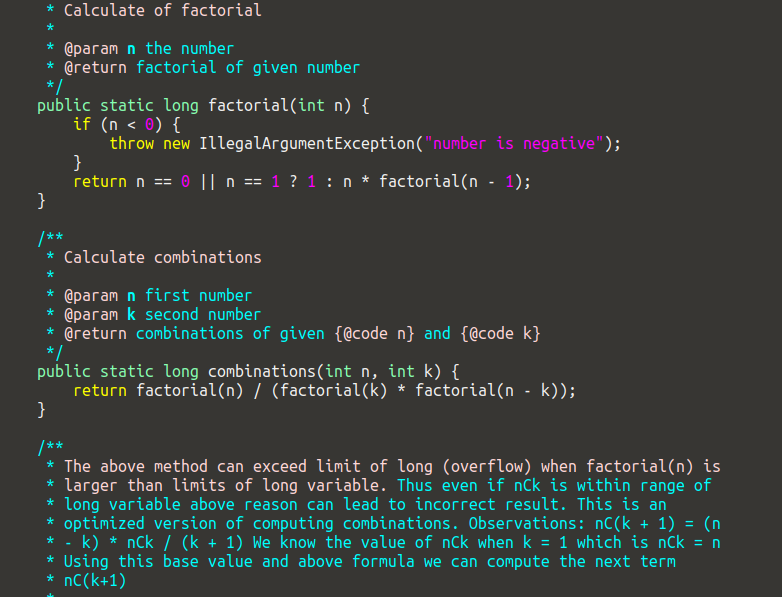 * Calculate of factorial
*
* @param n the number
* @return factorial of given number
*/
public static long factorial(int n) {
if (n < 0) {
throw new IllegalArgumentException("number is negative");
}
return n == 0 || n == 1 ? 1 : n * factorial(n - 1);
}
/**
* Calculate combinations
*
* @param n first number
* @param k second number
* @return combinations of given {@code n} and {@code k}
*/
public static long combinations(int n, int k) {
return factorial(n) / (factorial(k) * factorial(n - k));
}
/**
* The above method can exceed limit of long (overflow) when factorial(n) is
* larger than limits of long variable. Thus even if nCk is within range of
* long variable above reason can lead to incorrect result. This is an
* optimized version of computing combinations. Observations: nC(k + 1) = (n
* - k) * nCk / (k + 1) We know the value of nCk when k = 1 which is nCk = n
* Using this base value and above formula we can compute the next term
* nC(k+1)
*